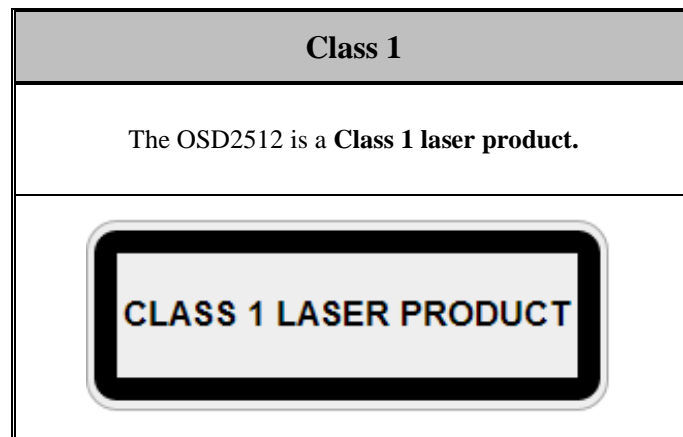 Class 1
The OSD2512 is a Class 1 laser product.
CLASS 1 LASER PRODUCT